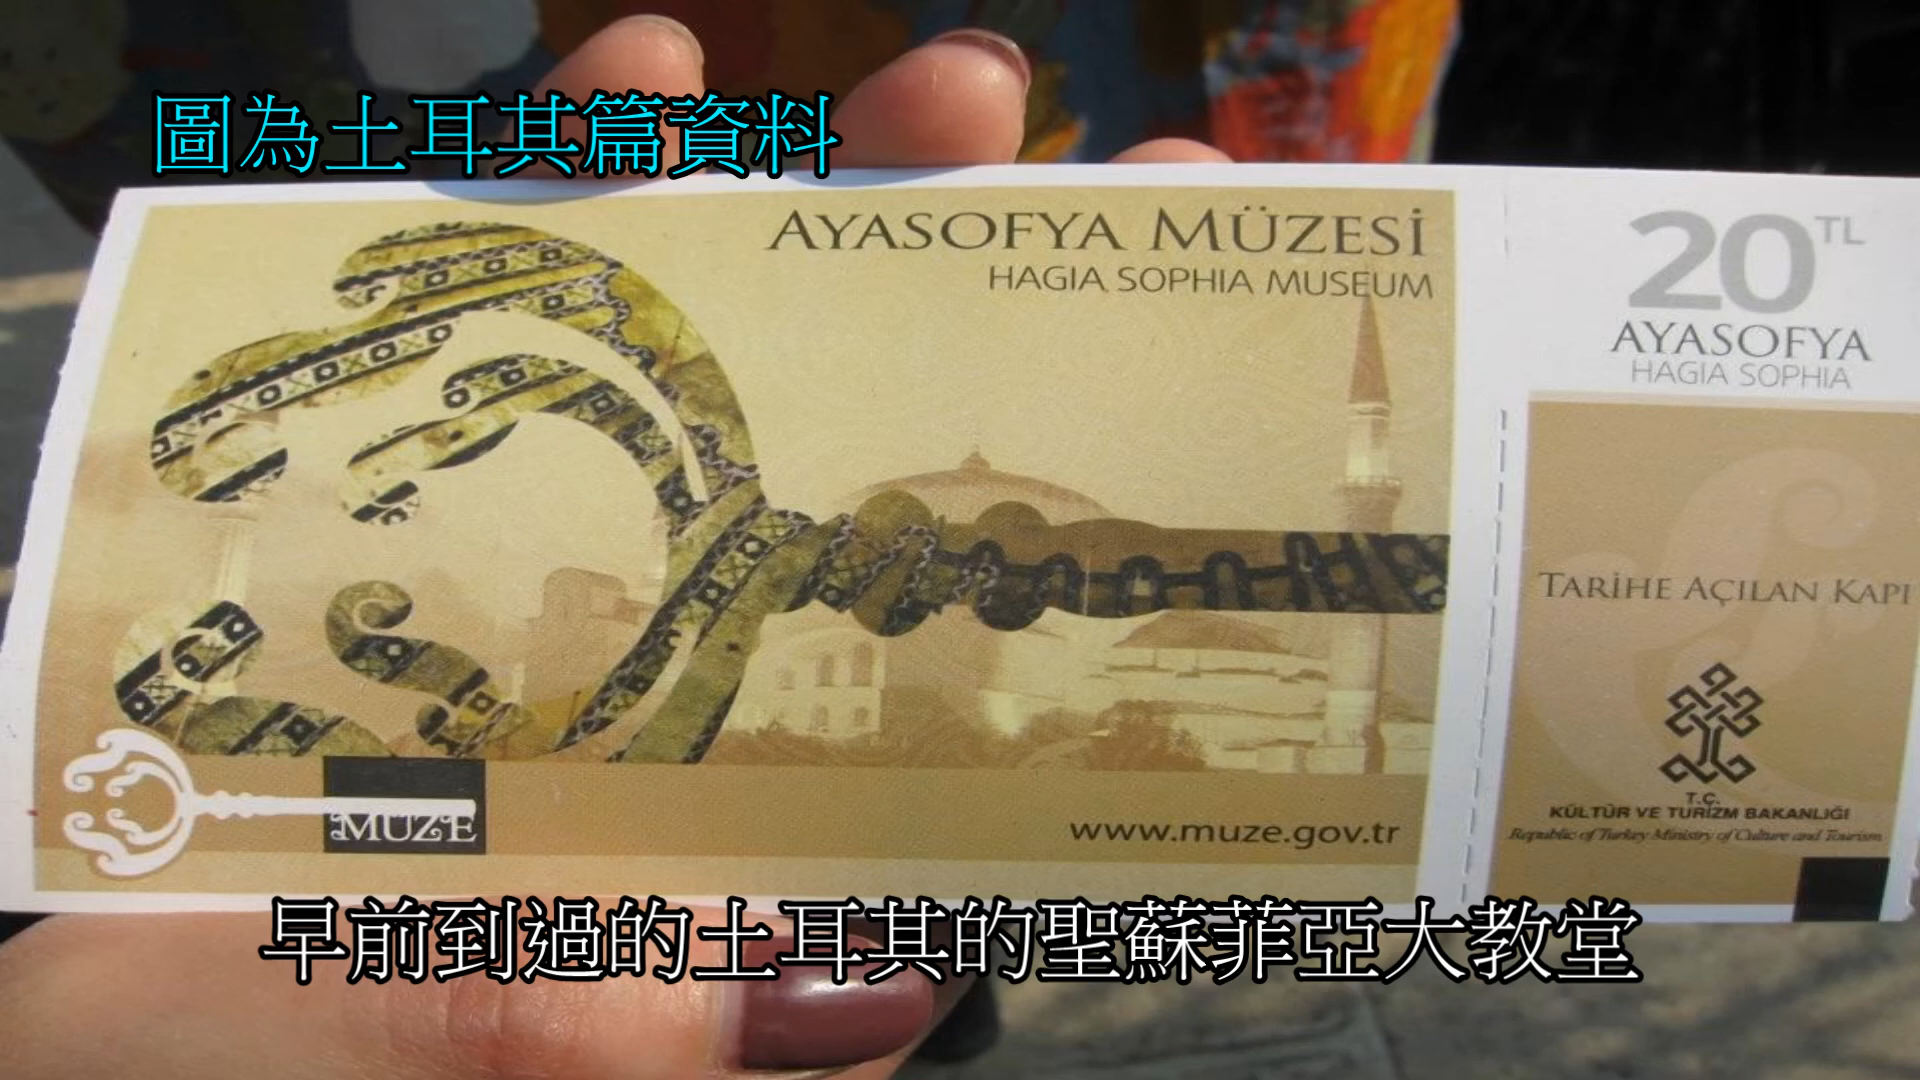 圖為土耳其篇資料
AYASOFYA MÜZESİ
HAGIA SOPHIA MUSEUM
20 TL
AYASOFYA
HAGIA SOPHIA
TARİHE AÇILAN KAPI
T.C.
KÜLTÜR VE TURİZM BAKANLIĞI
Republic of Turkey Ministry of Culture and Tourism
MÜZE
www.muze.gov.tr
早前到過的土耳其的聖蘇菲亞大教堂